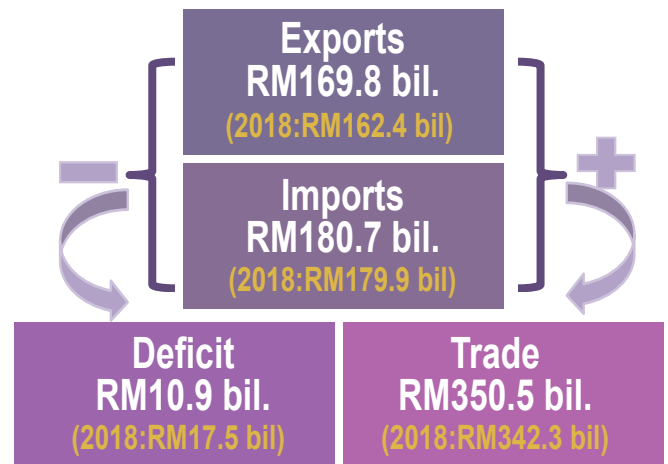 Exports
RM169.8 bil.
(2018:RM162.4 bil)
Imports
RM180.7 bil.
(2018:RM179.9 bil)
Deficit
RM10.9 bil.
(2018:RM17.5 bil)
Trade
RM350.5 bil.
(2018:RM342.3 bil)